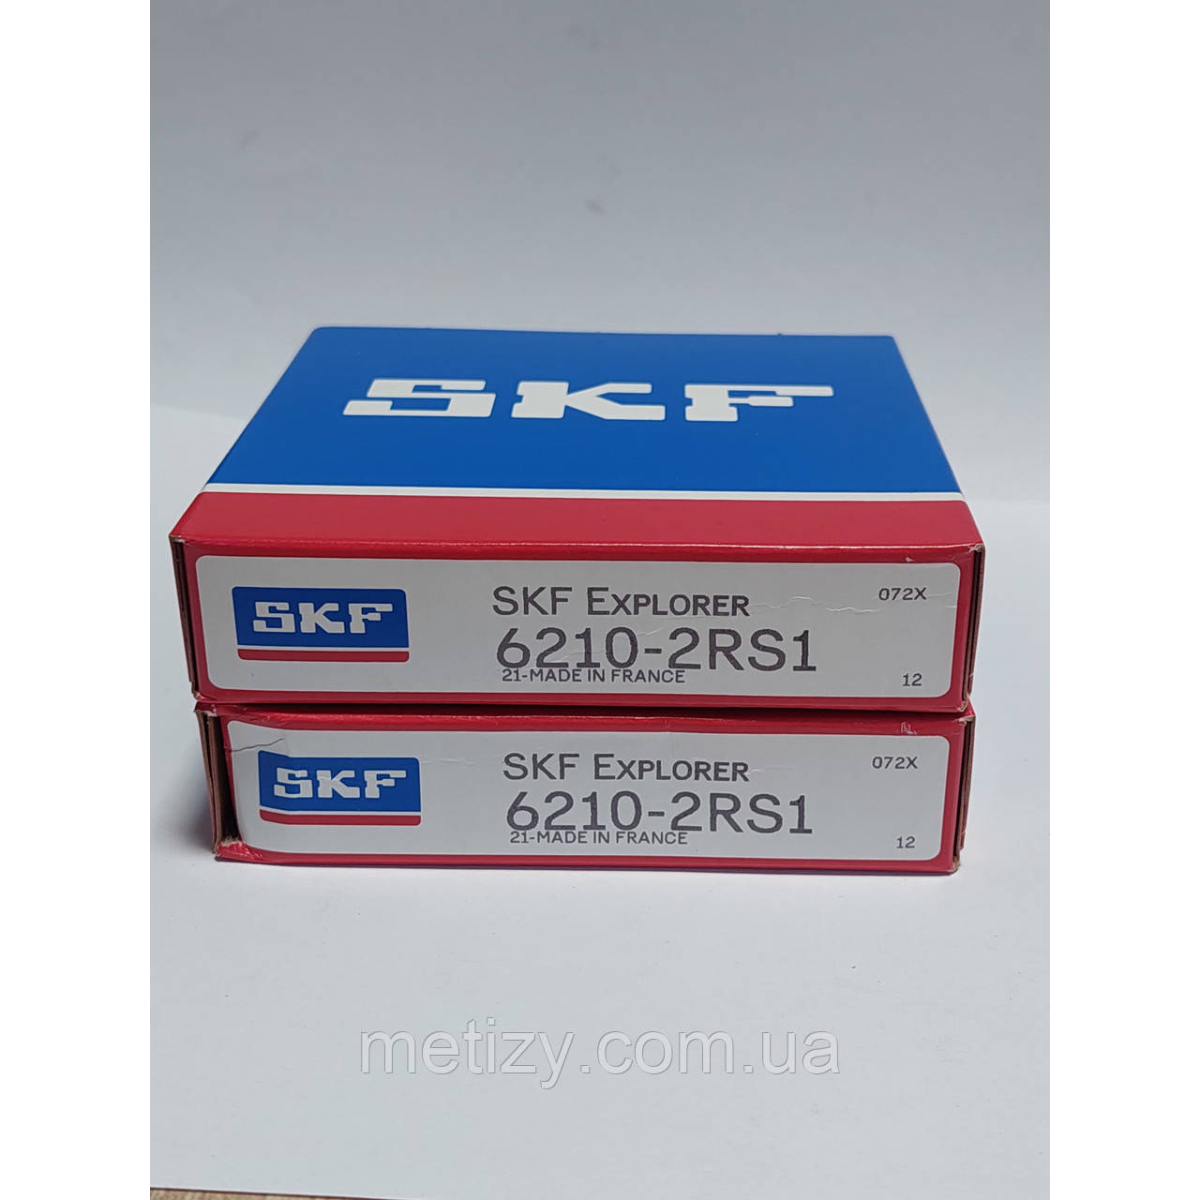 SKF
SKF
SKF EXPLORER
072X
6210-2RS1
21-MADE IN FRANCE
12
SKF
SKF EXPLORER
072X
6210-2RS1
21-MADE IN FRANCE
12
metizy.com.ua